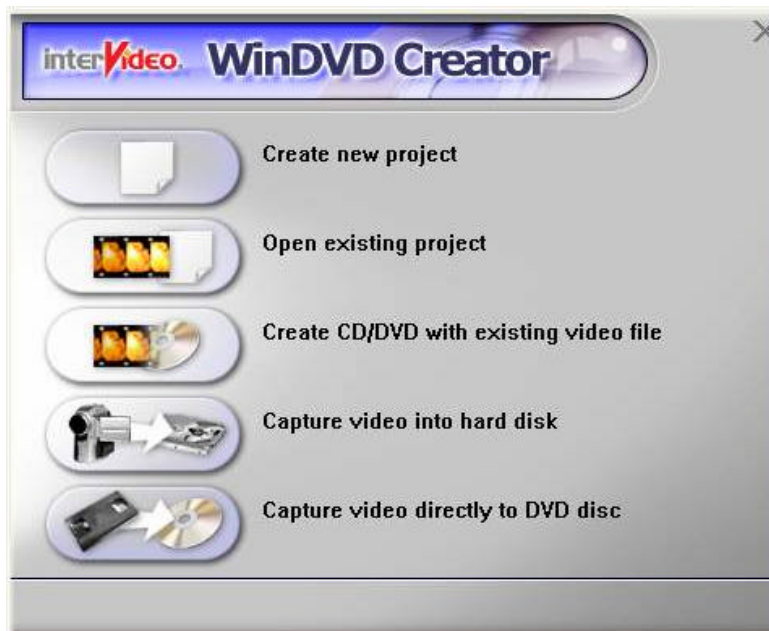 interVideo. WinDVD Creator
Create new project
Open existing project
Create CD/DVD with existing video file
Capture video into hard disk
Capture video directly to DVD disc